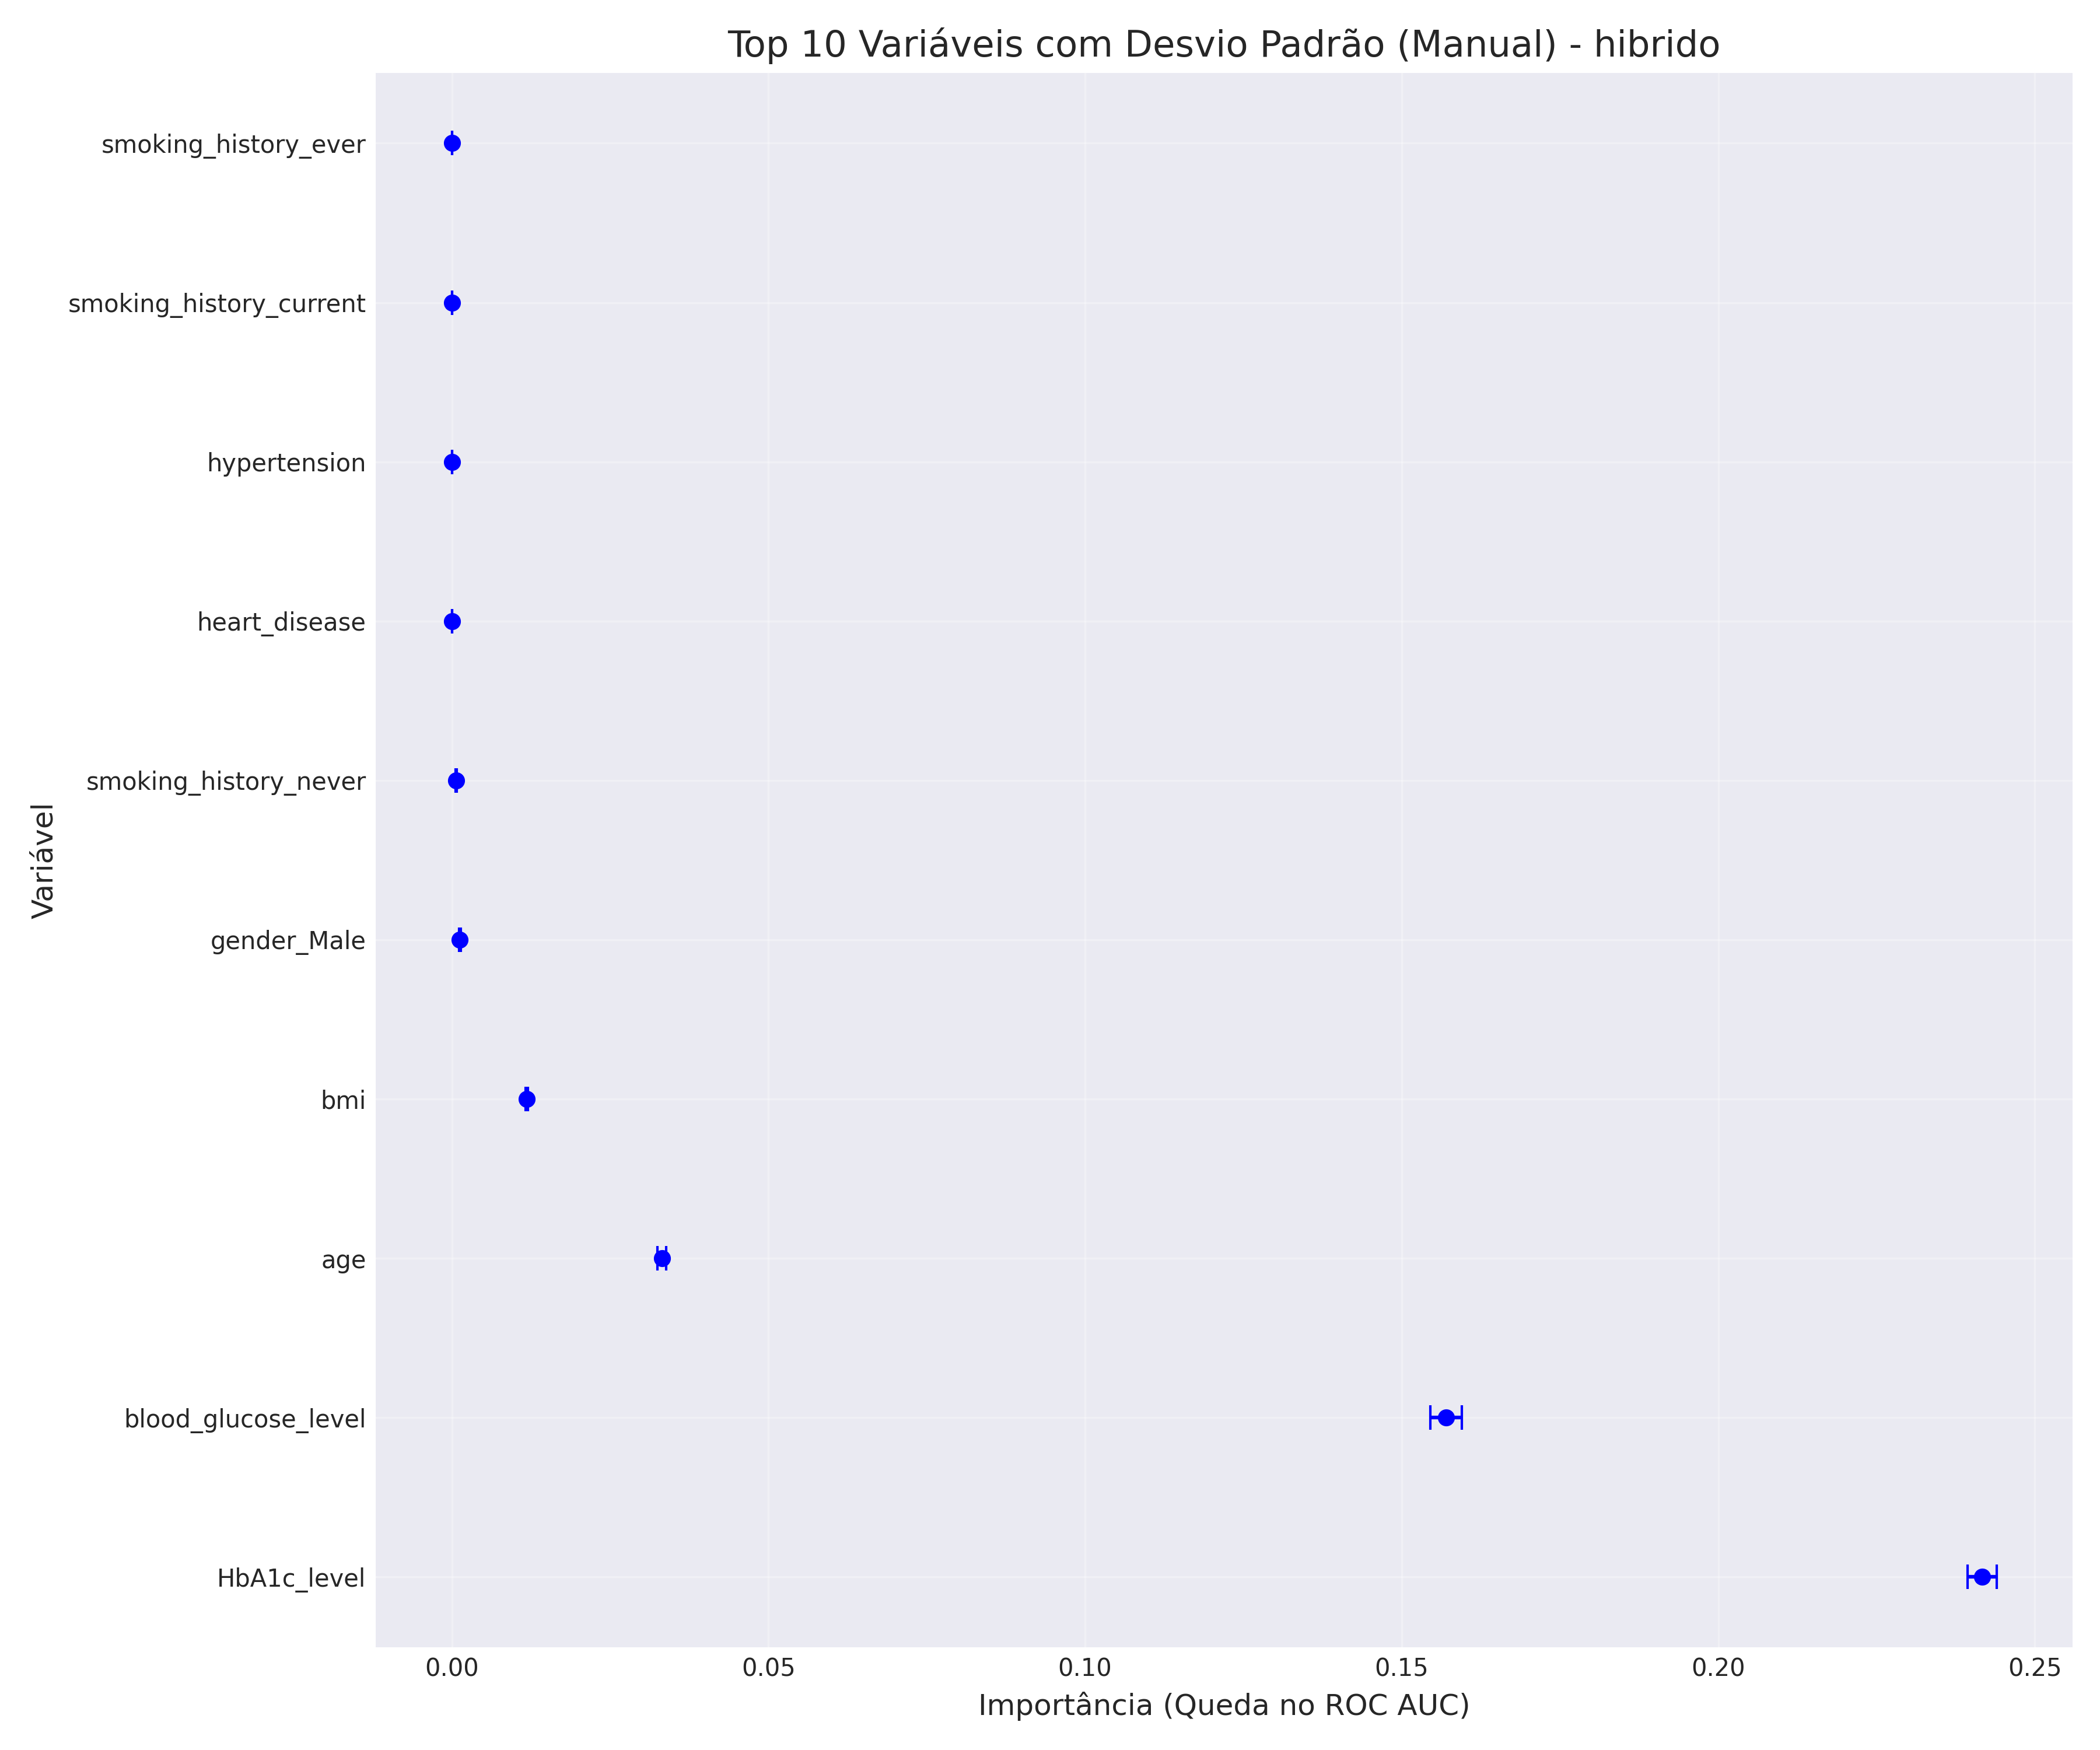 Top 10 Variáveis com Desvio Padrão (Manual) - hibrido
Variável
smoking_history_ever
smoking_history_current
hypertension
heart_disease
smoking_history_never
gender_Male
bmi
age
blood_glucose_level
HbA1c_level
0.00 0.05 0.10 0.15 0.20 0.25
Importância (Queda no ROC AUC)